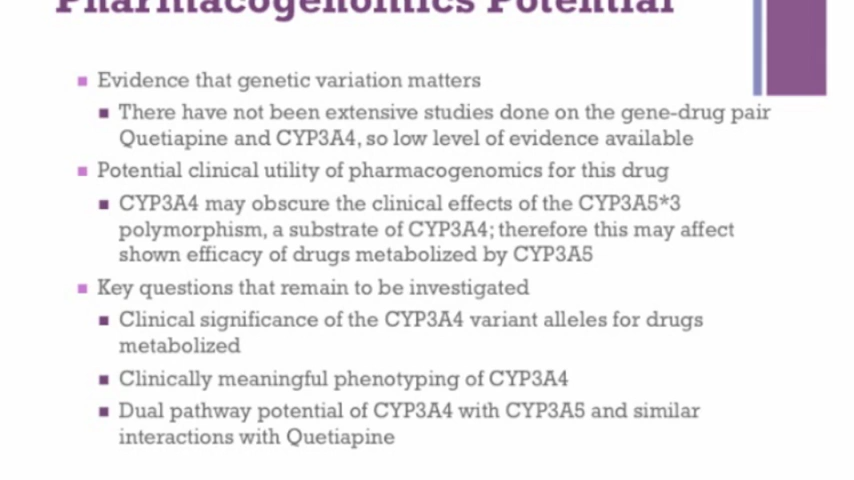 Pharmacogenomics Potential
Evidence that genetic variation matters
There have not been extensive studies done on the gene-drug pair
Quetiapine and CYP3A4, so low level of evidence available
Potential clinical utility of pharmacogenomics for this drug
CYP3A4 may obscure the clinical effects of the CYP3A5*3
polymorphism, a substrate of CYP3A4; therefore this may affect
shown efficacy of drugs metabolized by CYP3A5
Key questions that remain to be investigated
Clinical significance of the CYP3A4 variant alleles for drugs
metabolized
Clinically meaningful phenotyping of CYP3A4
Dual pathway potential of CYP3A4 with CYP3A5 and similar
interactions with Quetiapine